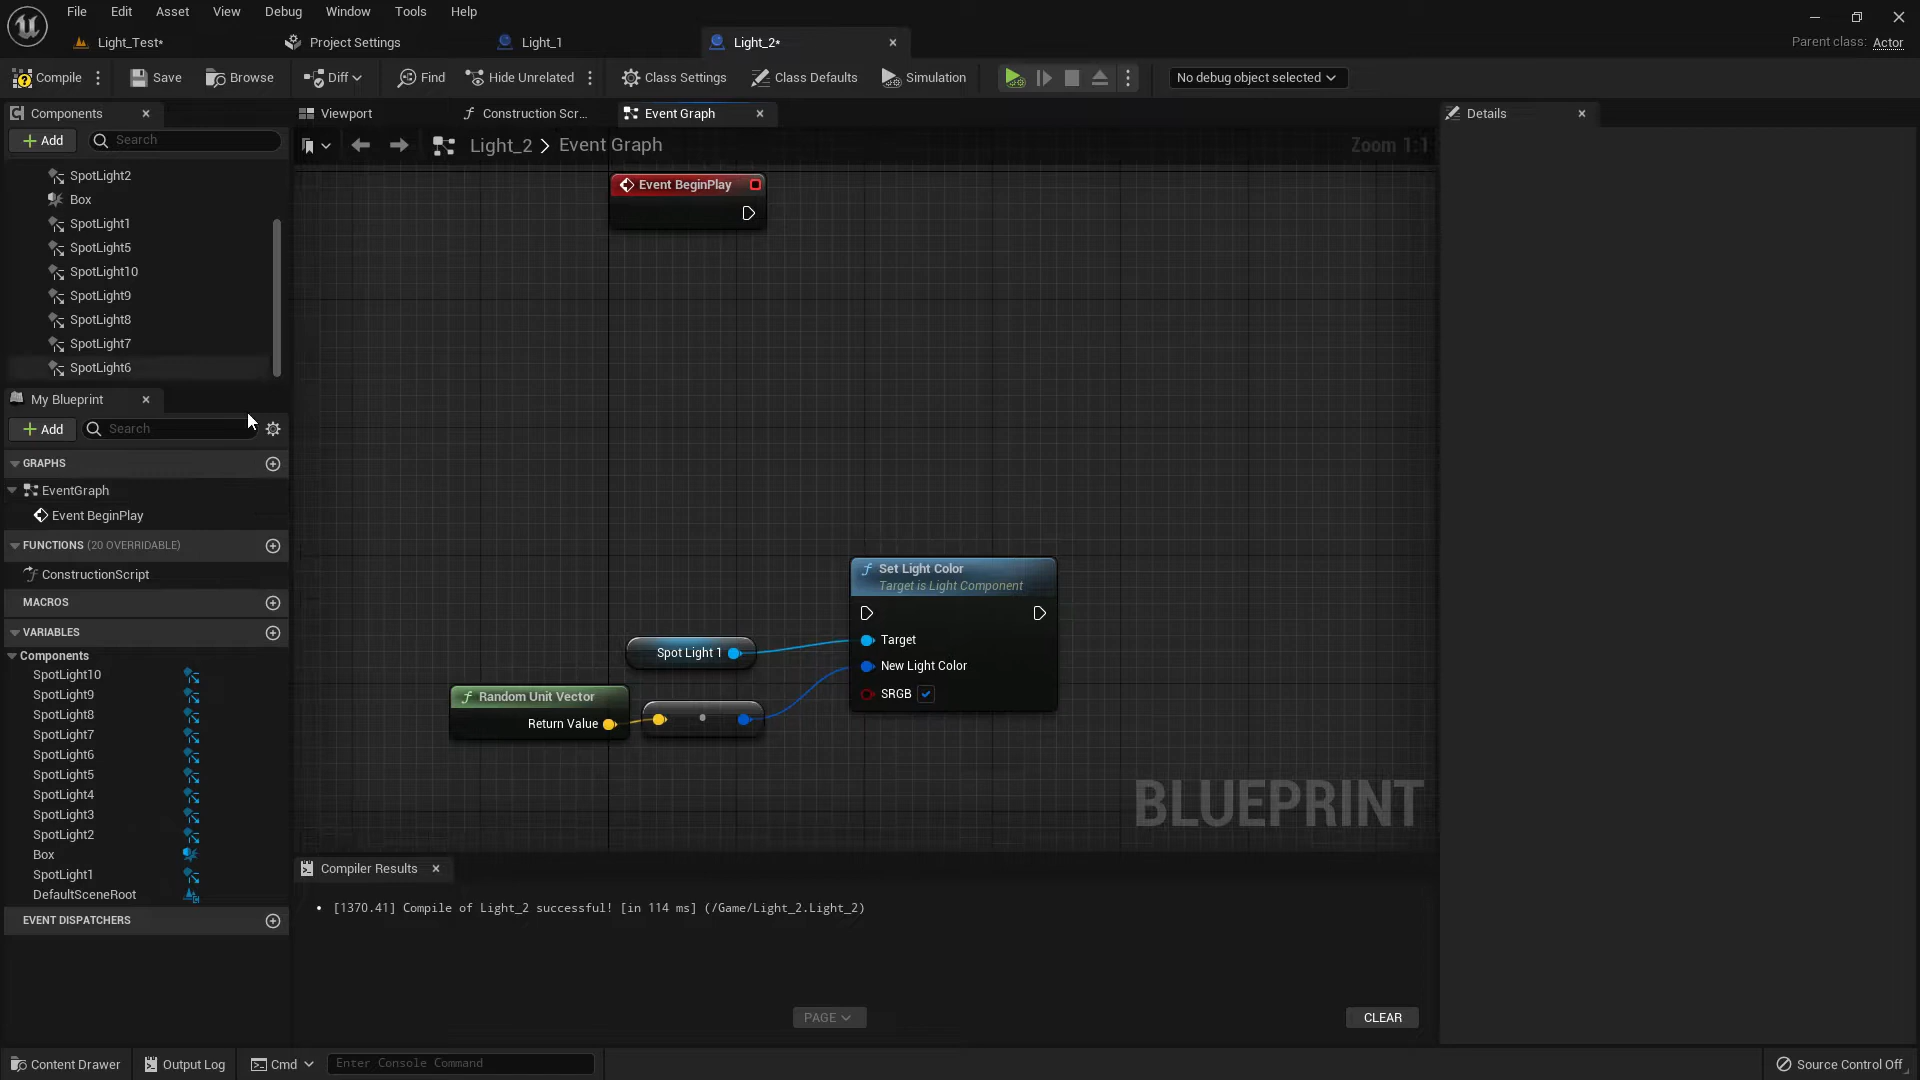 File Edit Asset View Debug Window Tools Help
Light_Test* Project Settings Light_1 Light_2* Parent class: Actor
Compile Save Browse Diff Find Hide Unrelated Class Settings Class Defaults Simulation No debug object selected
Components Viewport Construction Scr... Event Graph Details
Add Search Light_2 > Event Graph Zoom 1:1
SpotLight2
Box
SpotLight1
SpotLight5
SpotLight10
SpotLight9
SpotLight8
SpotLight7
SpotLight6
My Blueprint
Add Search
GRAPHS
EventGraph
Event BeginPlay
FUNCTIONS (20 OVERRIDABLE)
ConstructionScript
MACROS
VARIABLES
Components
SpotLight10
SpotLight9
SpotLight8
SpotLight7
SpotLight6
SpotLight5
SpotLight4
SpotLight3
SpotLight2
Box
SpotLight1
DefaultSceneRoot
EVENT DISPATCHERS
Event BeginPlay
Set Light Color
Target is Light Component
Target
New Light Color
SRGB
Spot Light 1
Random Unit Vector
Return Value
BLUEPRINT
Compiler Results
[1370.41] Compile of Light_2 successful! [in 114 ms] (/Game/Light_2.Light_2)
PAGE CLEAR
Content Drawer Output Log Cmd Enter Console Command Source Control Off